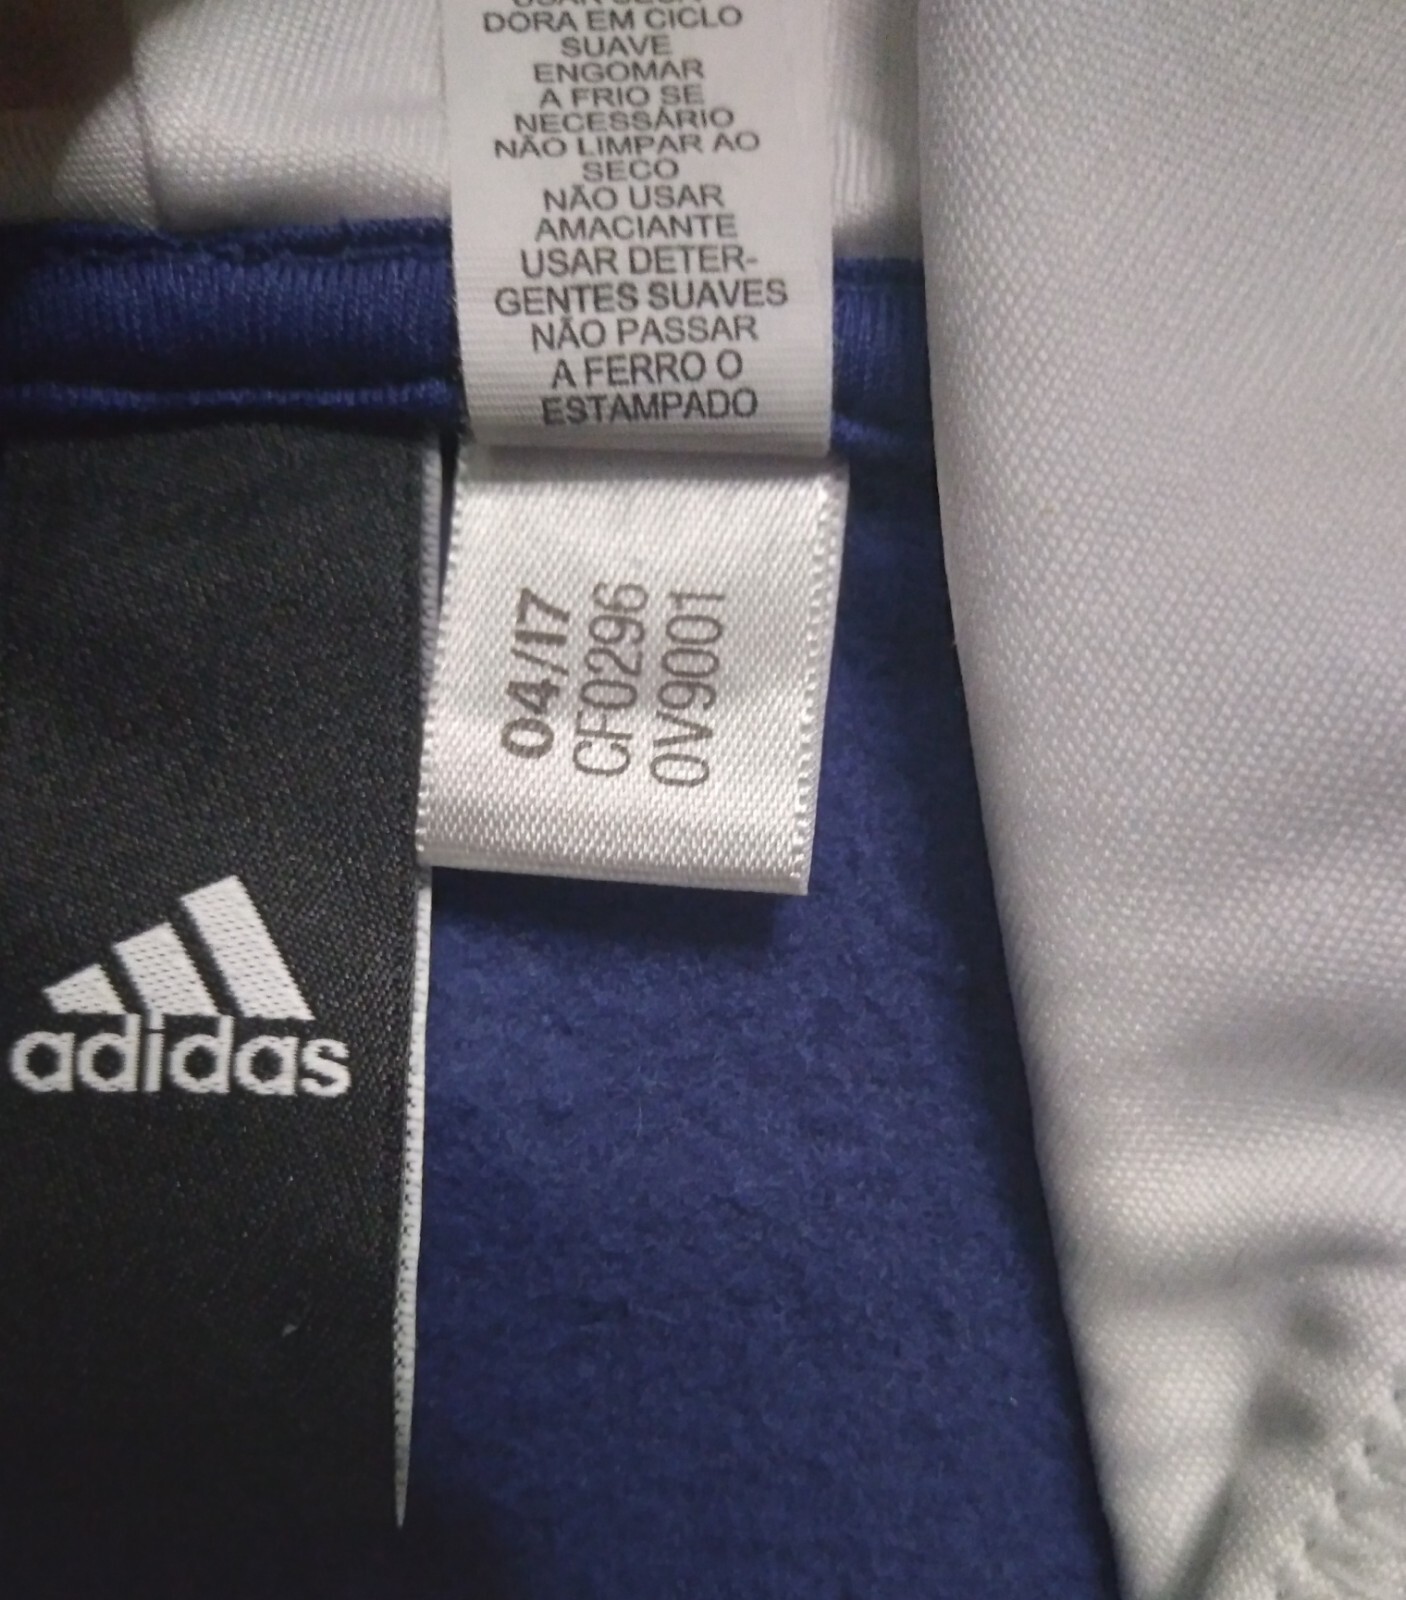 DORA EM CICLO
SUAVE
ENGOMAR
A FRIO SE
NECESSÁRIO
NÃO LIMPAR AO
SECO
NÃO USAR
AMACIANTE
USAR DETER-
GENTES SUAVES
NÃO PASSAR
A FERRO O
ESTAMPADO
04/17
CF0296
0V9001
adidas